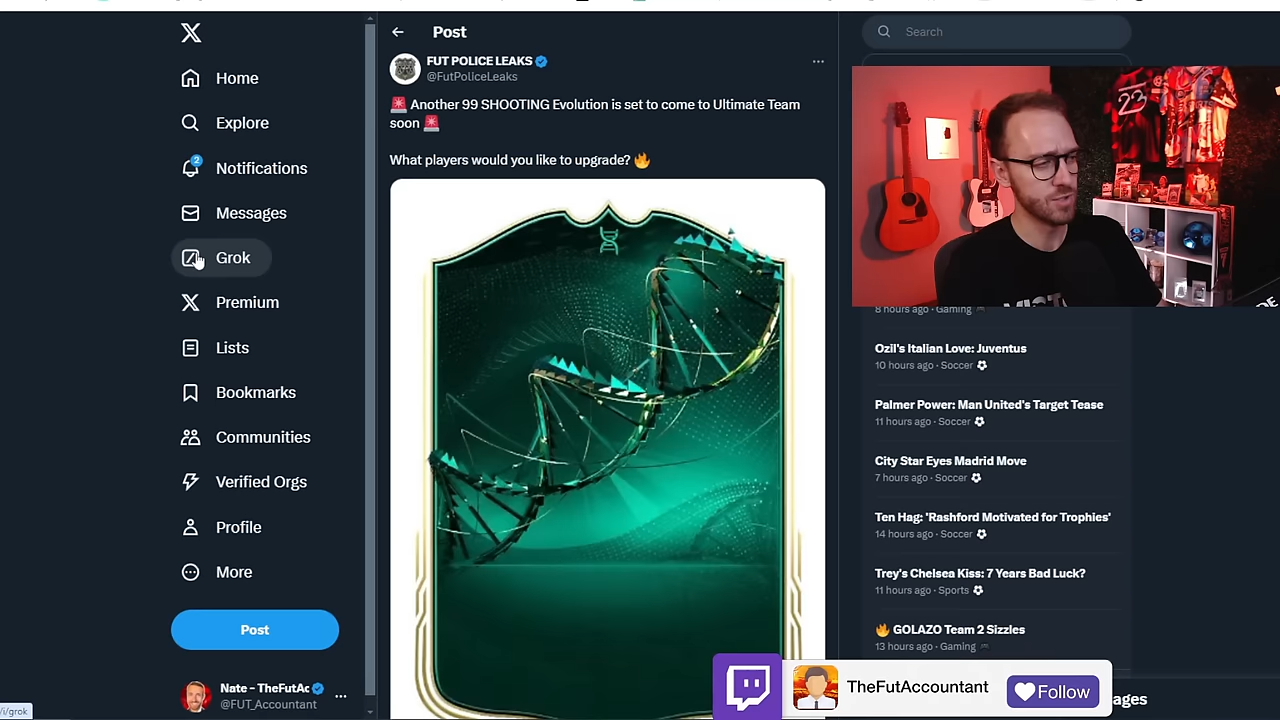 Home
Explore
2
Notifications
Messages
Grok
Premium
Lists
Bookmarks
Communities
Verified Orgs
Profile
More
Post
Nate – TheFutAc
@FUT_Accountant
/i/grok
Post
FUT POLICE LEAKS
@FutPoliceLeaks
🚨 Another 99 SHOOTING Evolution is set to come to Ultimate Team
soon 🚨
What players would you like to upgrade? 🔥
Search
23
8 hours ago · Gaming
Ozil's Italian Love: Juventus
10 hours ago · Soccer ⚽
Palmer Power: Man United's Target Tease
11 hours ago · Soccer ⚽
City Star Eyes Madrid Move
7 hours ago · Soccer ⚽
Ten Hag: 'Rashford Motivated for Trophies'
14 hours ago · Soccer ⚽
Trey's Chelsea Kiss: 7 Years Bad Luck?
11 hours ago · Sports ⚽
🔥 GOLAZO Team 2 Sizzles
13 hours ago · Gaming
TheFutAccountant
Follow